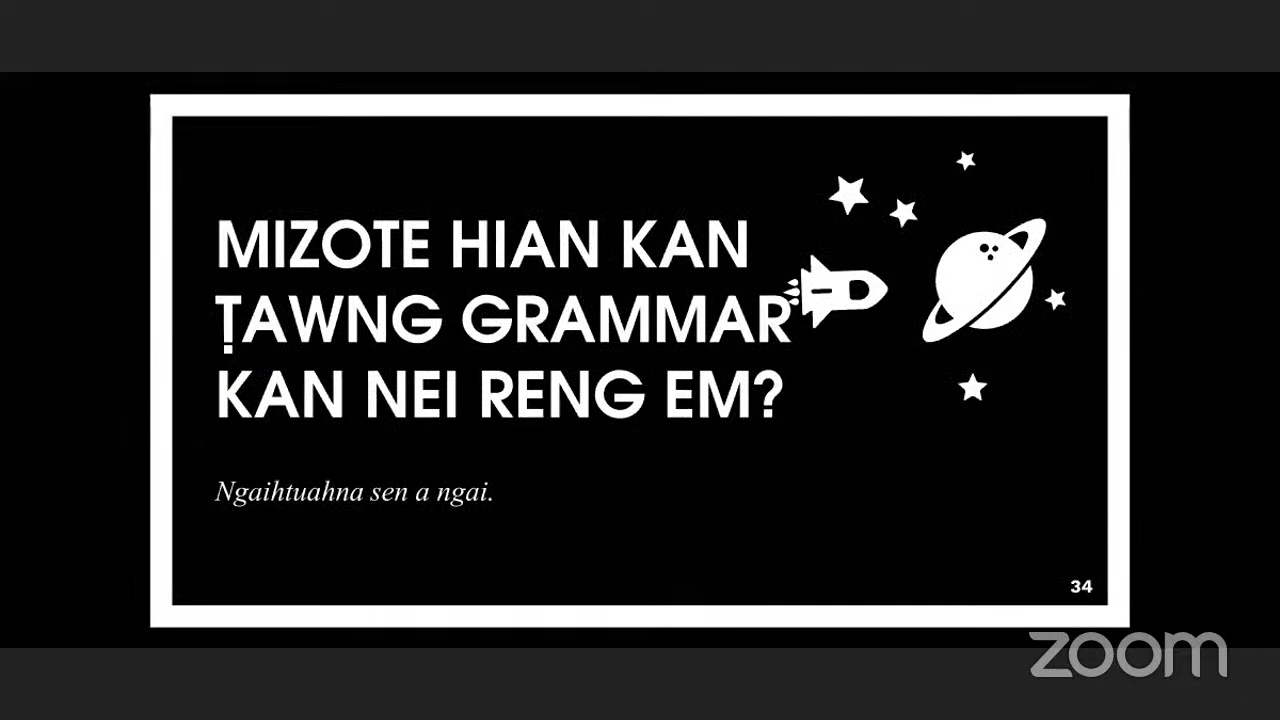 MIZOTE HIAN KAN
ṬAWNG GRAMMAR
KAN NEI RENG EM?
Ngaihtuahna sen a ngai.
34
zoom